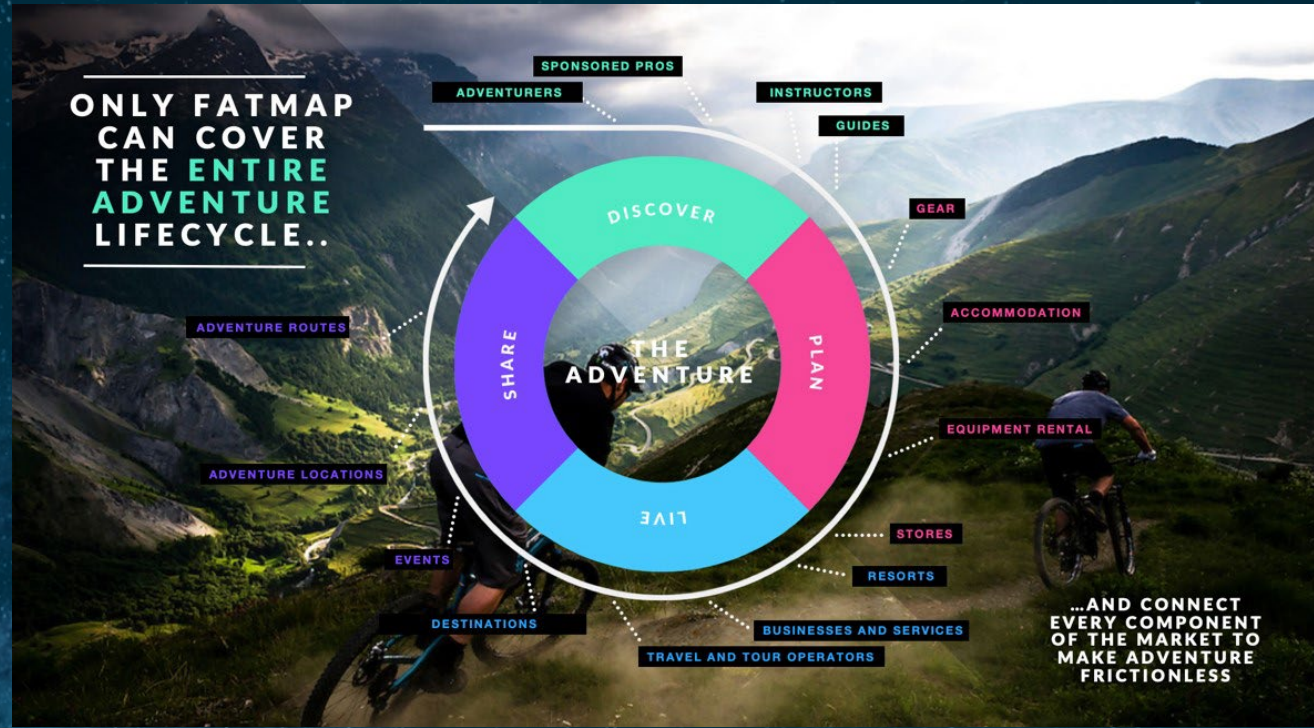 ONLY FATMAP
CAN COVER
THE ENTIRE
ADVENTURE
LIFECYCLE..
SPONSORED PROS
ADVENTURERS
INSTRUCTORS
GUIDES
GEAR
ACCOMMODATION
EQUIPMENT RENTAL
STORES
RESORTS
BUSINESSES AND SERVICES
TRAVEL AND TOUR OPERATORS
DESTINATIONS
EVENTS
ADVENTURE LOCATIONS
ADVENTURE ROUTES
DISCOVER
PLAN
LIVE
SHARE
THE
ADVENTURE
...AND CONNECT
EVERY COMPONENT
OF THE MARKET TO
MAKE ADVENTURE
FRICTIONLESS